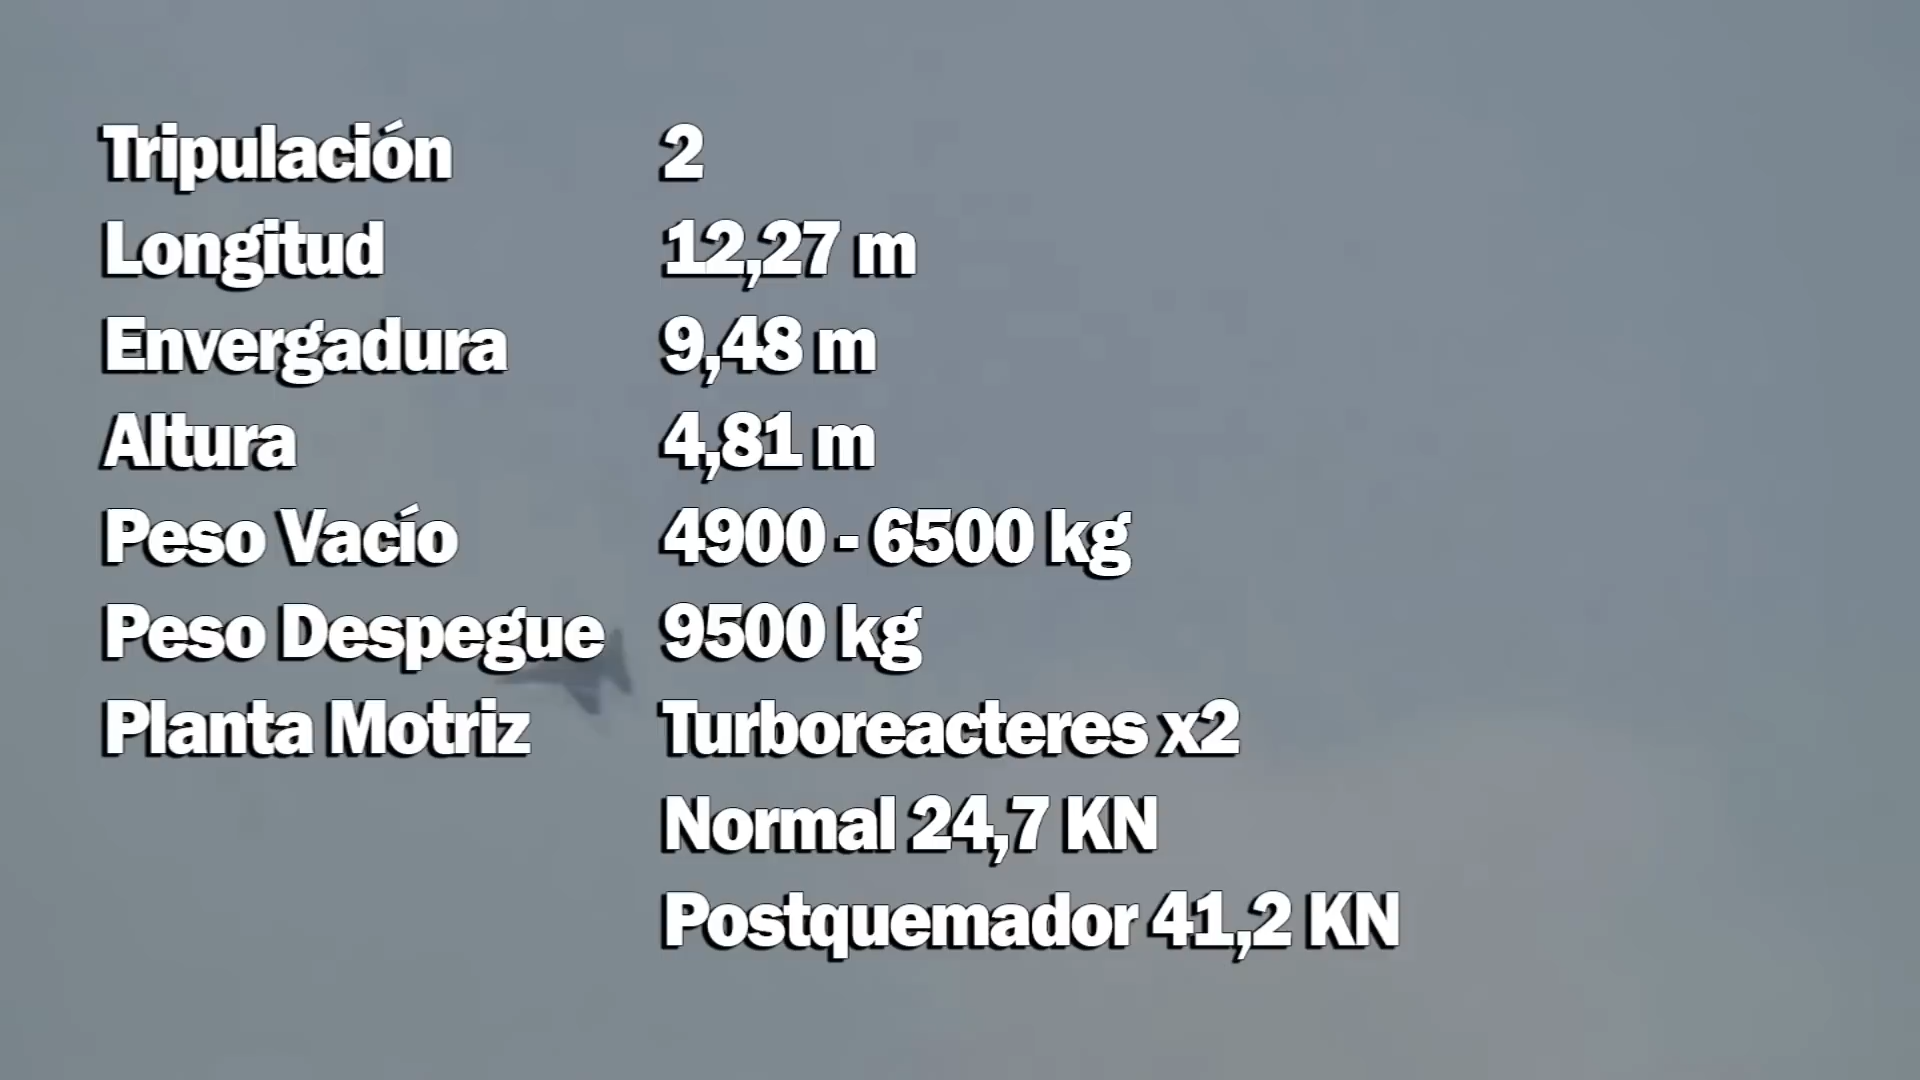 Tripulación 2
Longitud 12,27 m
Envergadura 9,48 m
Altura 4,81 m
Peso Vacío 4900 - 6500 kg
Peso Despegue 9500 kg
Planta Motriz Turboreacteres x2
Normal 24,7 KN
Postquemador 41,2 KN